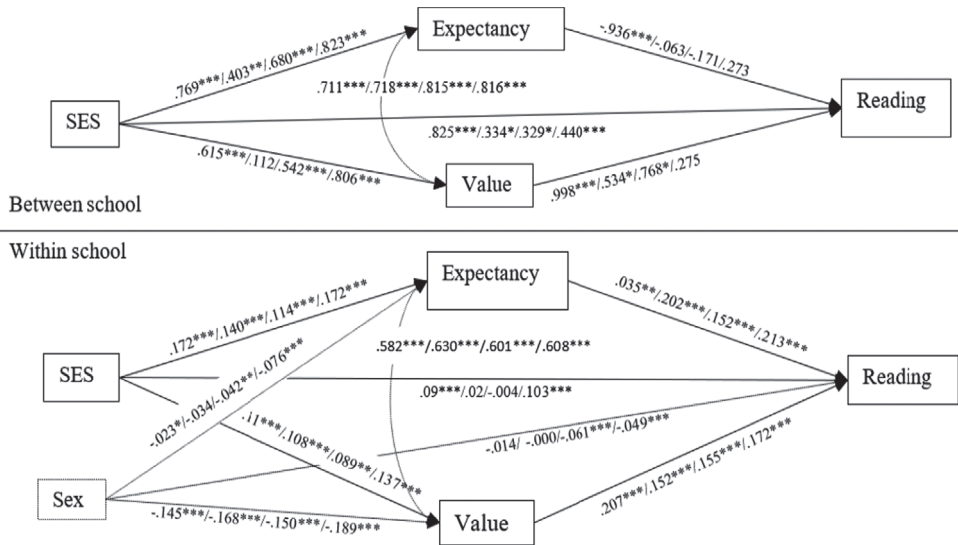 Expectancy
-.936***/-.063/-.171/.273
.769***/.403**/.680***/.823***
.711***/.718***/.815***/.816***
Reading
SES
.825***/.334*/.329*/.440***
.615***/.112/.542***/.806***
Value
.998***/.534*/.768*/.275
Between school
Within school
Expectancy
.035**/.202***/.152***/.213***
.172***/.140***/.114***/.172***
.582***/.630***/.601***/.608***
SES
Reading
.09***/.02/-.004/.103***
-.023*/-.034/-.042**/-.076***
-.014/ -.000/-.061***/-.049***
.11***/.108***/.089**/.137***
.207***/.152***/.155***/.172***
Sex
Value
-.145***/-.168***/-.150***/-.189***